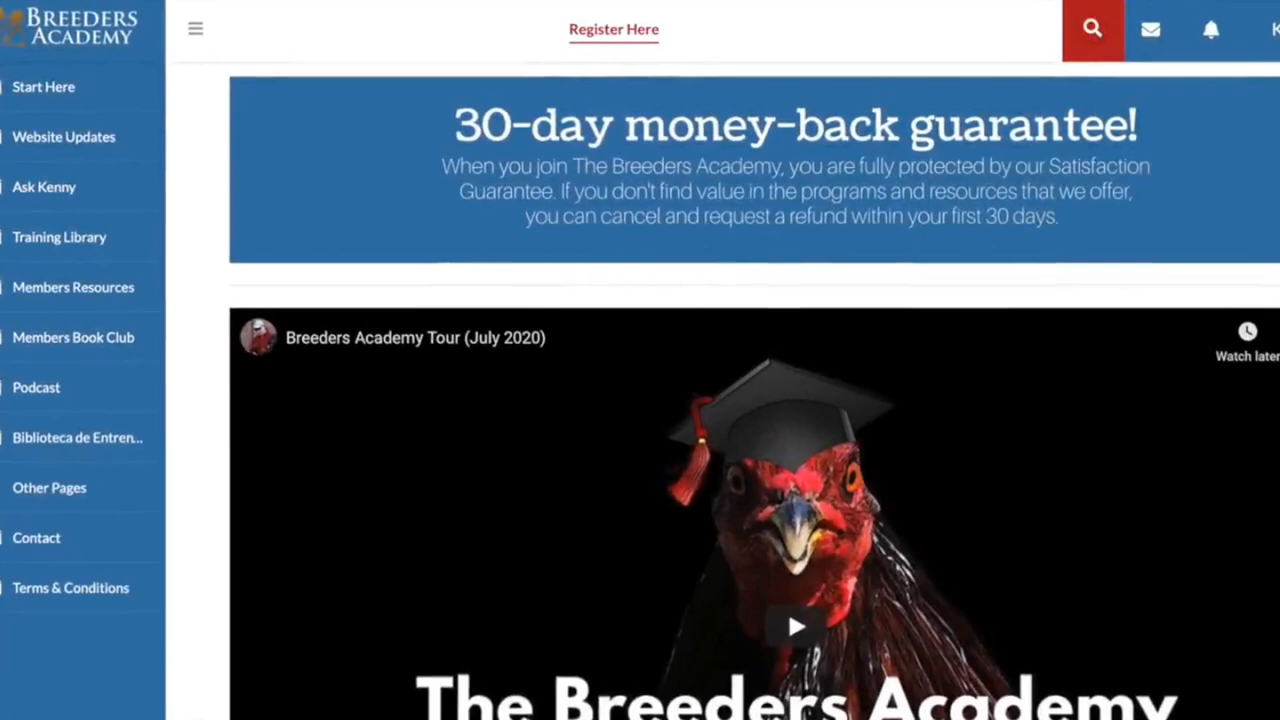 BREEDERS
ACADEMY
Register Here
K
Start Here
Website Updates
Ask Kenny
Training Library
Members Resources
Members Book Club
Podcast
Biblioteca de Entren...
Other Pages
Contact
Terms & Conditions
30-day money-back guarantee!
When you join The Breeders Academy, you are fully protected by our Satisfaction
Guarantee. If you don't find value in the programs and resources that we offer,
you can cancel and request a refund within your first 30 days.
Breeders Academy Tour (July 2020)
Watch later
The Breeders Academy